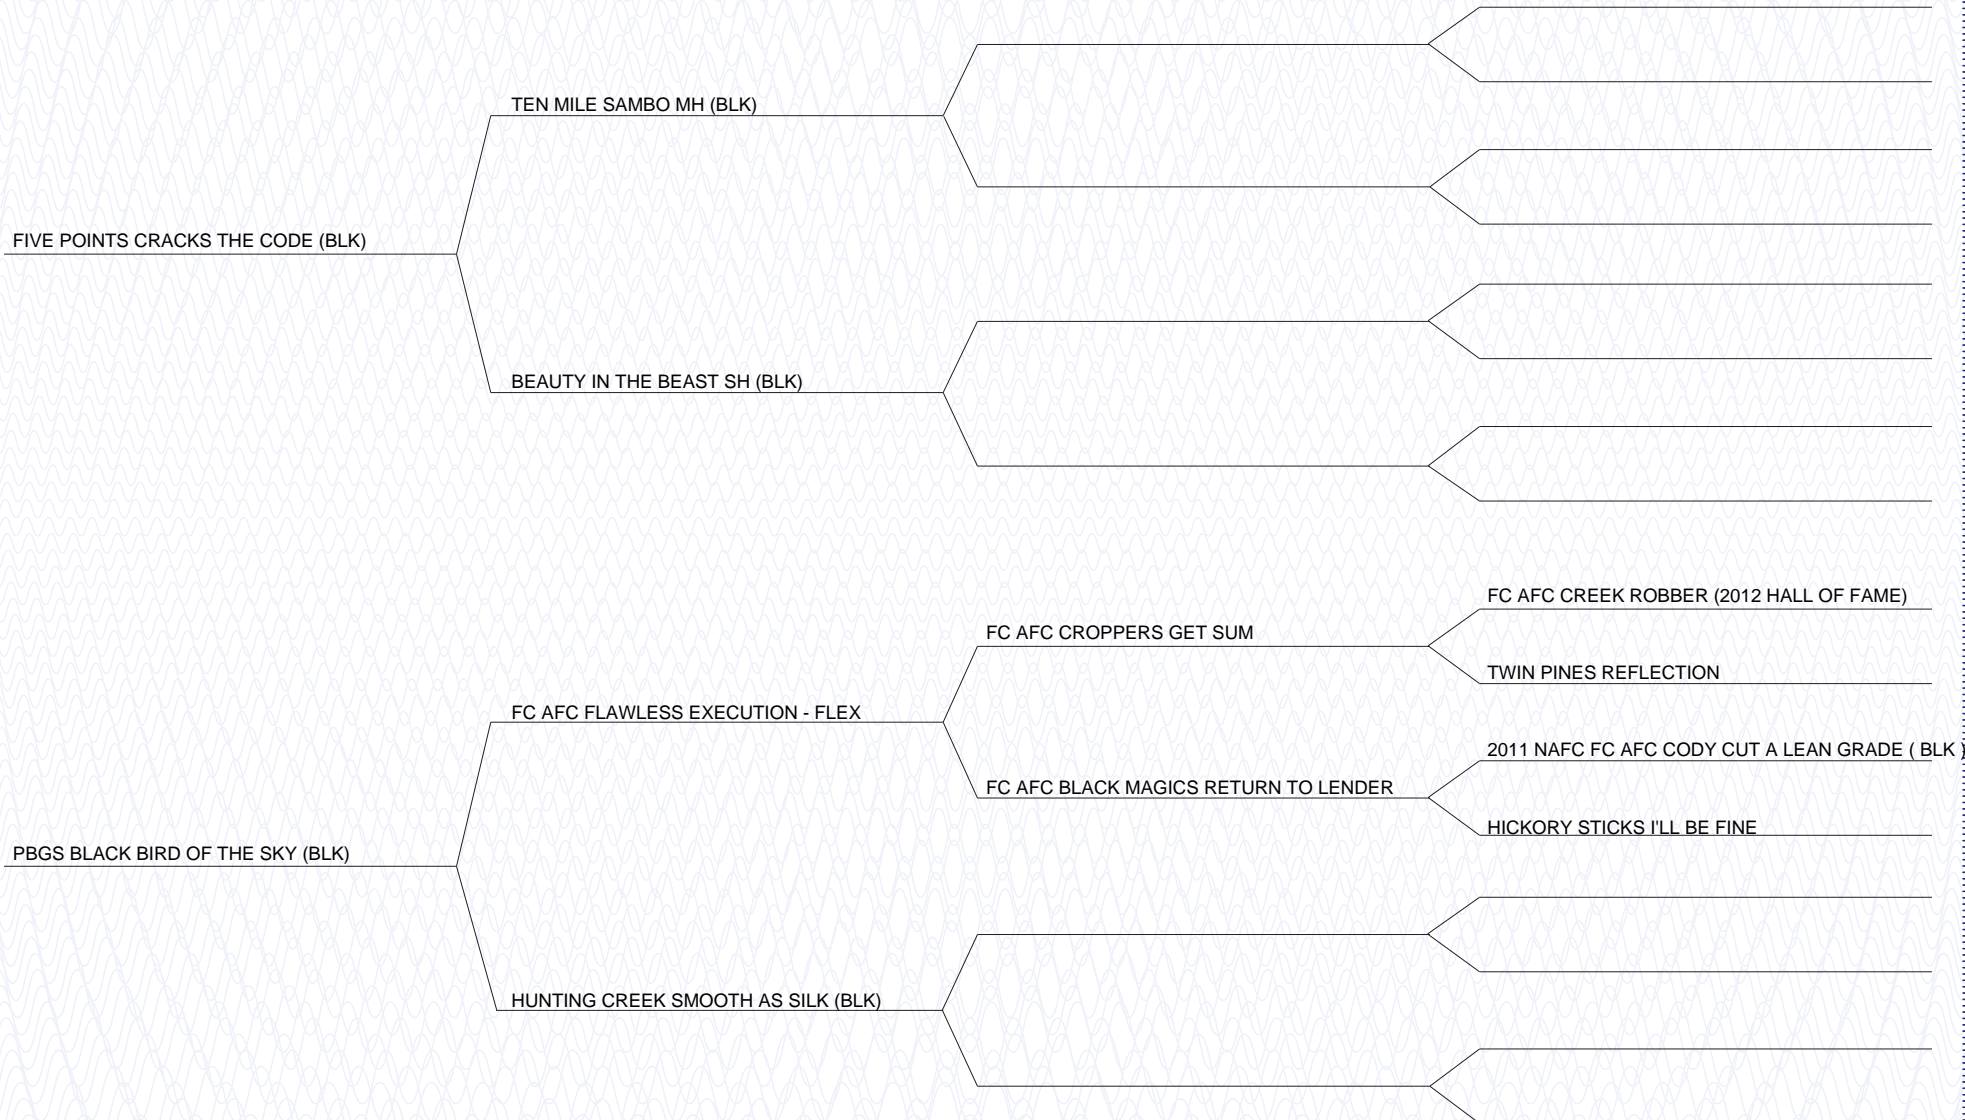 TEN MILE SAMBO MH (BLK)
FIVE POINTS CRACKS THE CODE (BLK)
BEAUTY IN THE BEAST SH (BLK)
FC AFC CREEK ROBBER (2012 HALL OF FAME)
FC AFC CROPPERS GET SUM
TWIN PINES REFLECTION
FC AFC FLAWLESS EXECUTION - FLEX
2011 NAFC FC AFC CODY CUT A LEAN GRADE ( BLK )
FC AFC BLACK MAGICS RETURN TO LENDER
HICKORY STICKS I'LL BE FINE
PBGS BLACK BIRD OF THE SKY (BLK)
HUNTING CREEK SMOOTH AS SILK (BLK)